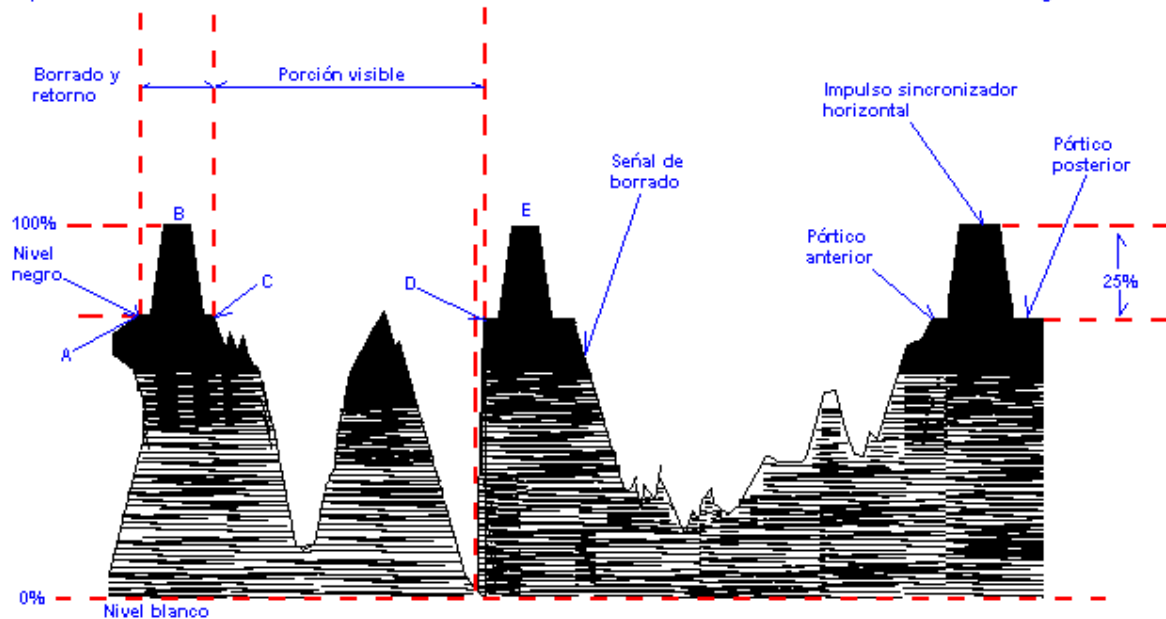 Borrado y
retorno
Porción visible
Impulso sincronizador
horizontal
Pórtico
posterior
Señal de
borrado
B
E
100%
Nivel
negro
C
D
Pórtico
anterior
25%
A
0%
Nivel blanco